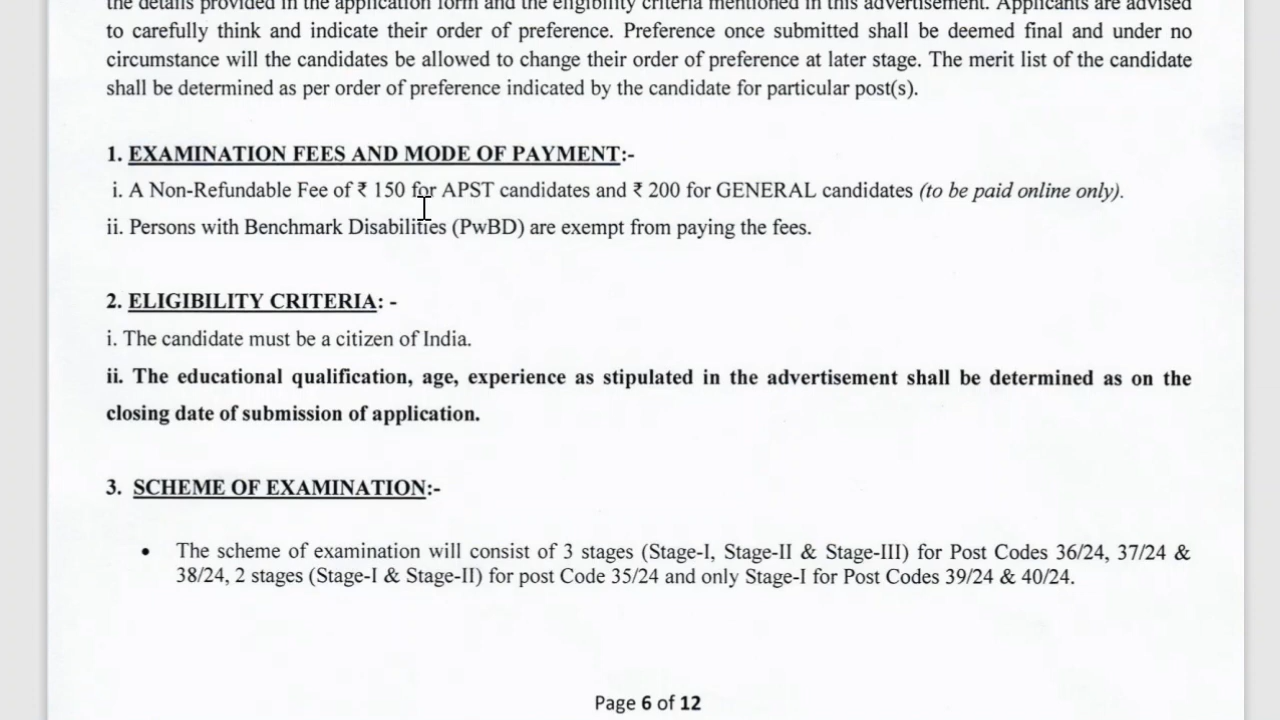 the details provided in the application form and the eligibility criteria mentioned in this advertisement. Applicants are advised
to carefully think and indicate their order of preference. Preference once submitted shall be deemed final and under no
circumstance will the candidates be allowed to change their order of preference at later stage. The merit list of the candidate
shall be determined as per order of preference indicated by the candidate for particular post(s).
1. EXAMINATION FEES AND MODE OF PAYMENT:-
i. A Non-Refundable Fee of ₹ 150 for APST candidates and ₹ 200 for GENERAL candidates (to be paid online only).
ii. Persons with Benchmark Disabilities (PwBD) are exempt from paying the fees.
2. ELIGIBILITY CRITERIA: -
i. The candidate must be a citizen of India.
ii. The educational qualification, age, experience as stipulated in the advertisement shall be determined as on the
closing date of submission of application.
3. SCHEME OF EXAMINATION:-
• The scheme of examination will consist of 3 stages (Stage-I, Stage-II & Stage-III) for Post Codes 36/24, 37/24 &
38/24, 2 stages (Stage-I & Stage-II) for post Code 35/24 and only Stage-I for Post Codes 39/24 & 40/24.
Page 6 of 12